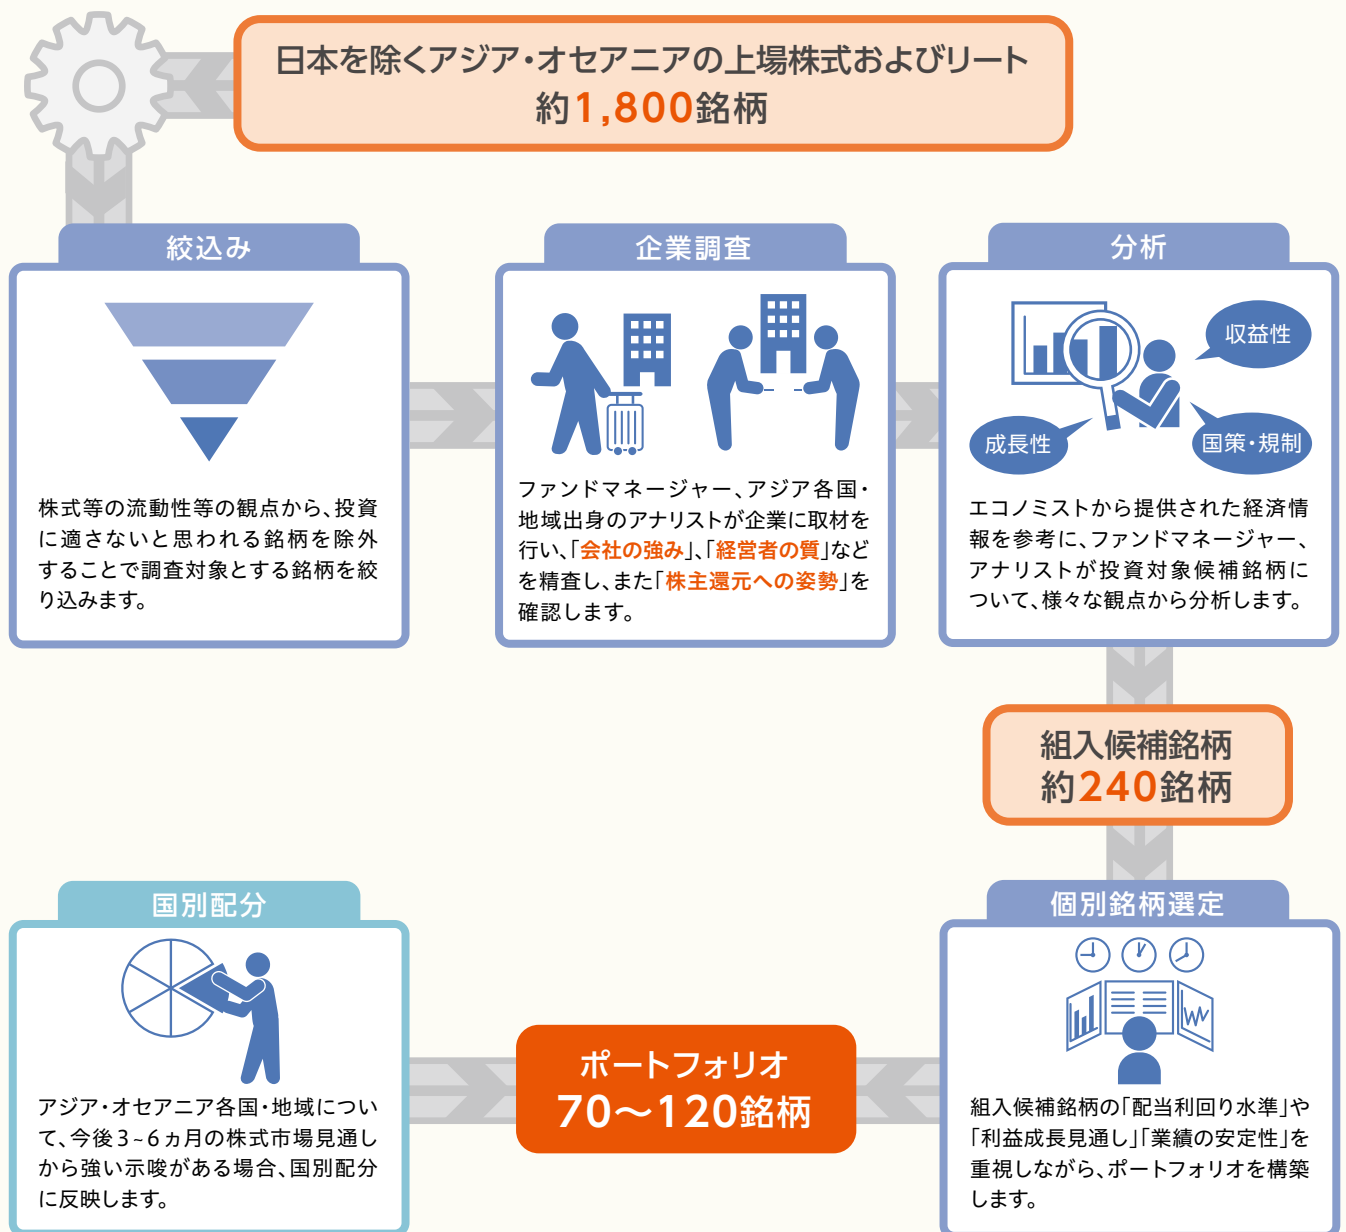 日本を除くアジア・オセアニアの上場株式およびリート
約1,800銘柄
絞込み
株式等の流動性等の観点から、投資
に適さないと思われる銘柄を除外
することで調査対象とする銘柄を絞
り込みます。
企業調査
ファンドマネージャー、アジア各国・
地域出身のアナリストが企業に取材を
行い、「会社の強み」、「経営者の質」など
を精査し、また「株主還元への姿勢」を
確認します。
分析
収益性
成長性
国策・規制
エコノミストから提供された経済情
報を参考に、ファンドマネージャー、
アナリストが投資対象候補銘柄に
ついて、様々な観点から分析します。
組入候補銘柄
約240銘柄
個別銘柄選定
組入候補銘柄の「配当利回り水準」や
「利益成長見通し」「業績の安定性」を
重視しながら、ポートフォリオを構築
します。
ポートフォリオ
70〜120銘柄
国別配分
アジア・オセアニア各国・地域につい
て、今後3~6ヵ月の株式市場見通し
から強い示唆がある場合、国別配分
に反映します。